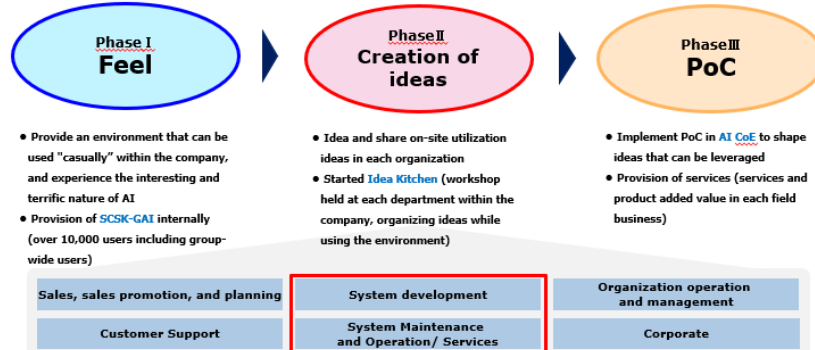 Phase I
Feel
PhaseⅡ
Creation of
ideas
PhaseⅢ
PoC
● Provide an environment that can be
used "casually” within the company,
and experience the interesting and
terrific nature of AI
● Provision of SCSK-GAI internally
(over 10,000 users including group-
wide users)
● Idea and share on-site utilization
ideas in each organization
● Started Idea Kitchen (workshop
held at each department within the
company, organizing ideas while
using the environment)
● Implement PoC in AI CoE to shape
ideas that can be leveraged
● Provision of services (services and
product added value in each field
business)
Sales, sales promotion, and planning
System development
Organization operation
and management
Customer Support
System Maintenance
and Operation/ Services
Corporate